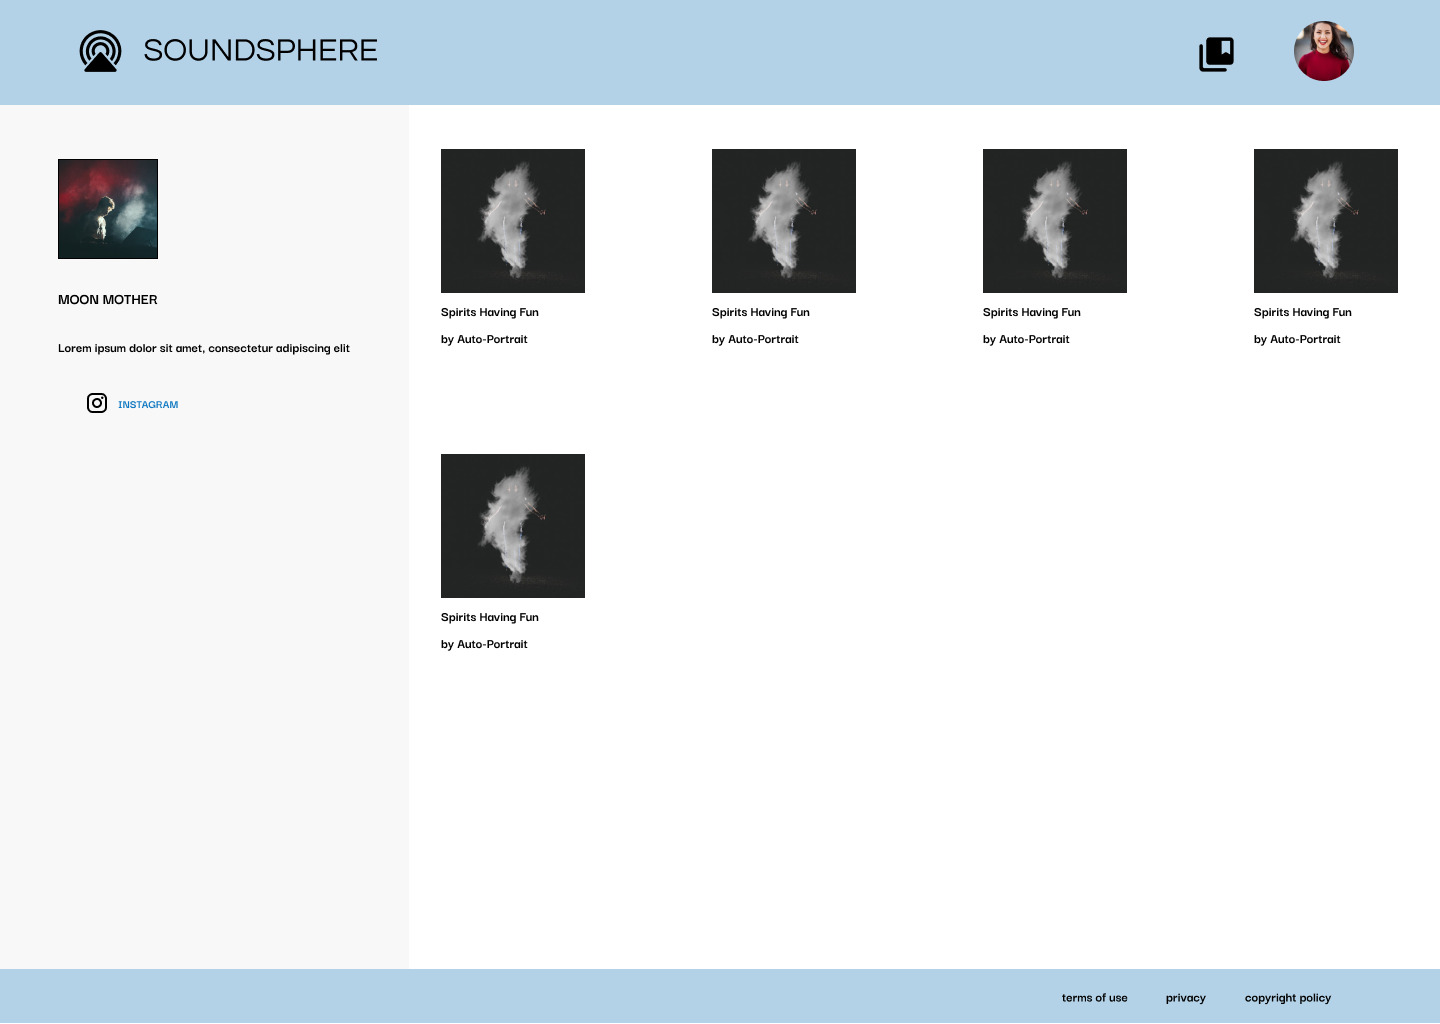 SOUNDSPHERE
MOON MOTHER
Lorem ipsum dolor sit amet, consectetur adipiscing elit
INSTAGRAM
Spirits Having Fun
by Auto-Portrait
Spirits Having Fun
by Auto-Portrait
Spirits Having Fun
by Auto-Portrait
Spirits Having Fun
by Auto-Portrait
Spirits Having Fun
by Auto-Portrait
terms of use
privacy
copyright policy